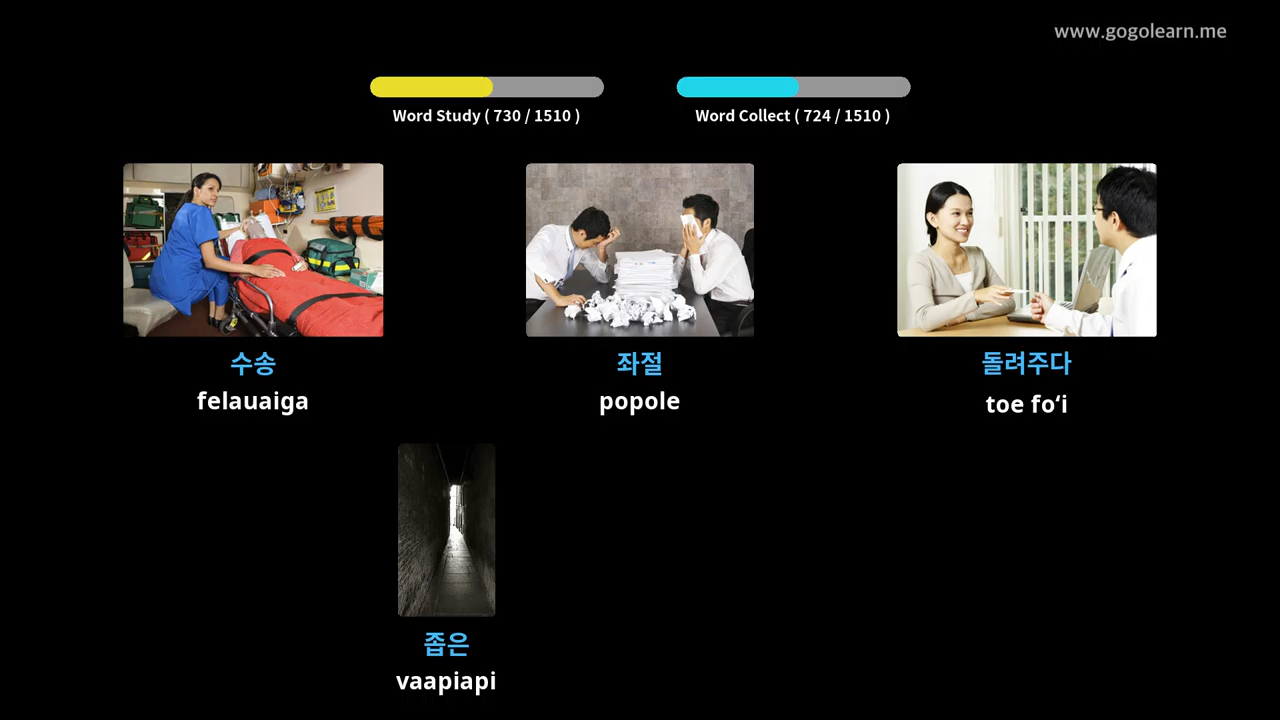 www.gogolearn.me
Word Study ( 730 / 1510 )
Word Collect ( 724 / 1510 )
수송
felauaiga
좌절
popole
돌려주다
toe foʻi
좁은
vaapiapi